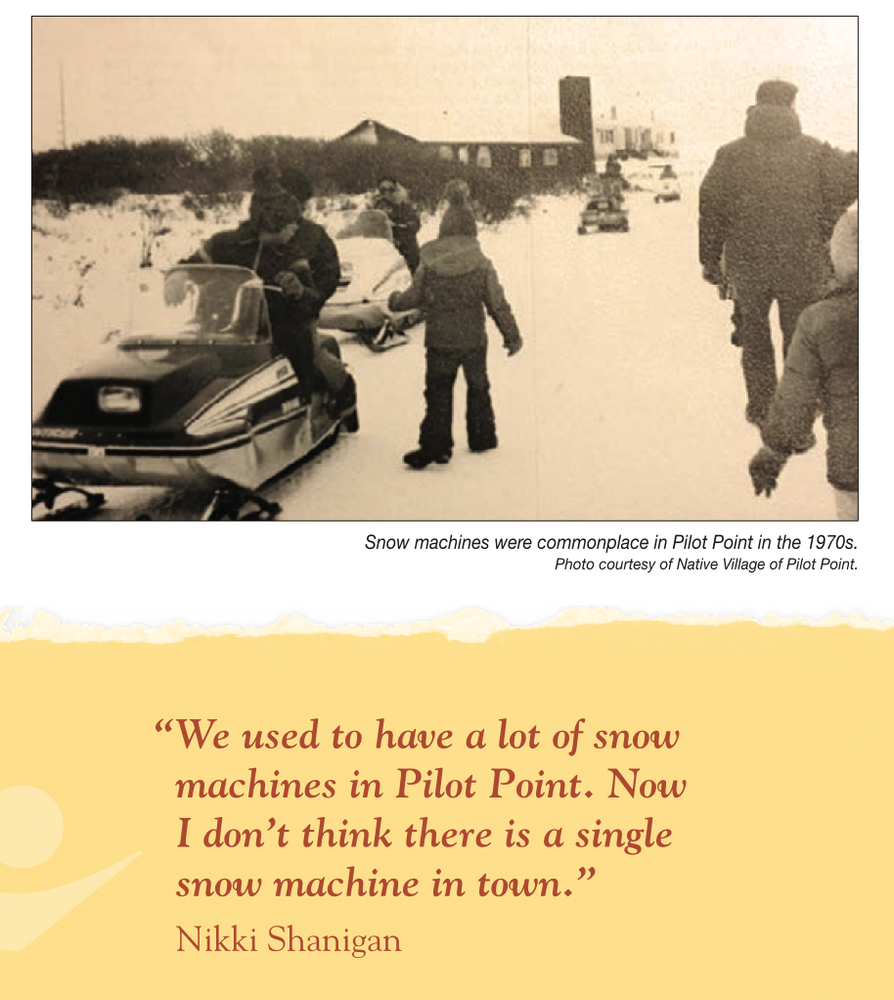 Snow machines were commonplace in Pilot Point in the 1970s.
Photo courtesy of Native Village of Pilot Point.
“We used to have a lot of snow
machines in Pilot Point. Now
I don’t think there is a single
snow machine in town.”
Nikki Shanigan